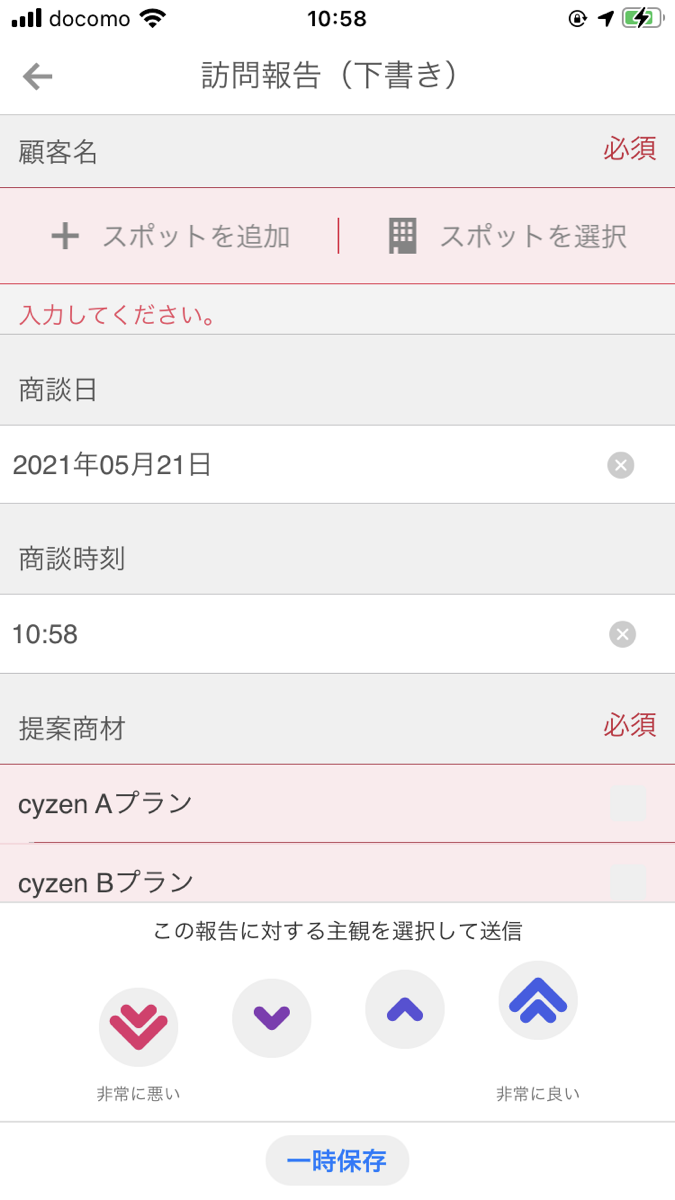 docomo 10:58
訪問報告（下書き）
顧客名 必須
スポットを追加 スポットを選択
入力してください。
商談日
2021年05月21日
商談時刻
10:58
提案商材 必須
cyzen Aプラン
cyzen Bプラン
この報告に対する主観を選択して送信
非常に悪い 非常に良い
一時保存